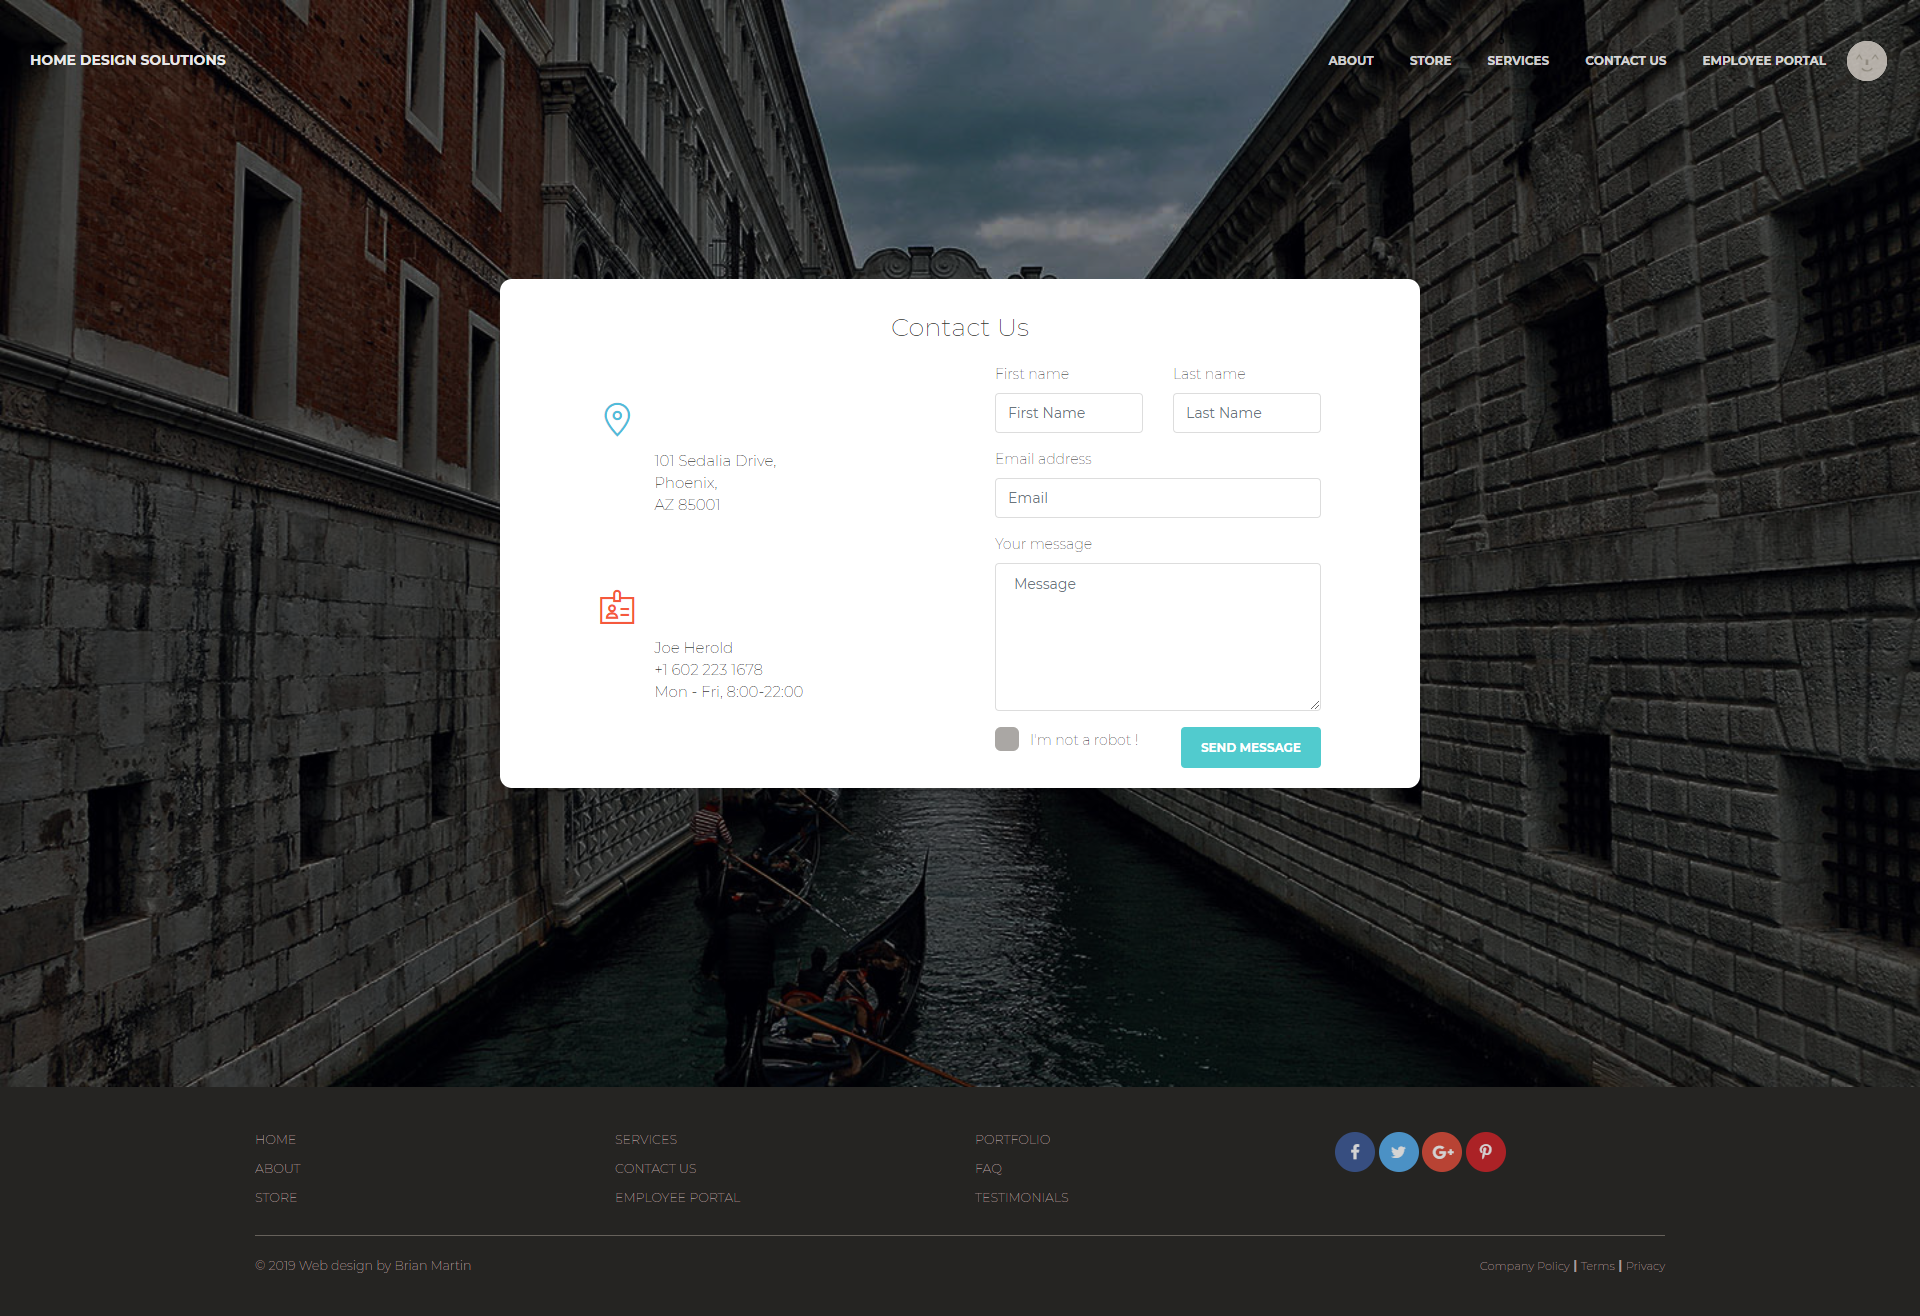 HOME DESIGN SOLUTIONS
ABOUT STORE SERVICES CONTACT US EMPLOYEE PORTAL
Contact Us
101 Sedalia Drive,
Phoenix,
AZ 85001
Joe Herold
+1 602 223 1678
Mon - Fri, 8:00-22:00
First name Last name
First Name Last Name
Email address
Email
Your message
Message
I'm not a robot !
SEND MESSAGE
HOME
ABOUT
STORE
SERVICES
CONTACT US
EMPLOYEE PORTAL
PORTFOLIO
FAQ
TESTIMONIALS
© 2019 Web design by Brian Martin
Company Policy | Terms | Privacy